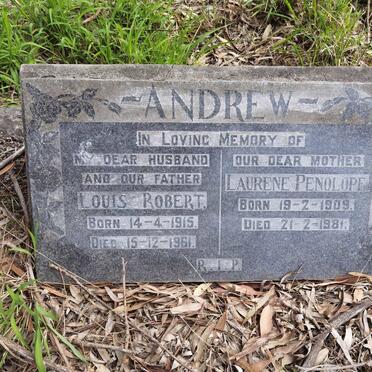 ANDREW
IN LOVING MEMORY OF
MY DEAR HUSBAND
AND OUR FATHER
LOUIS ROBERT
BORN 14-4-1915
DIED 15-12-1961.
OUR DEAR MOTHER
LAURENE PENOLOPE
BORN 19-2-1909.
DIED 21-2-1981.
R.I.P.